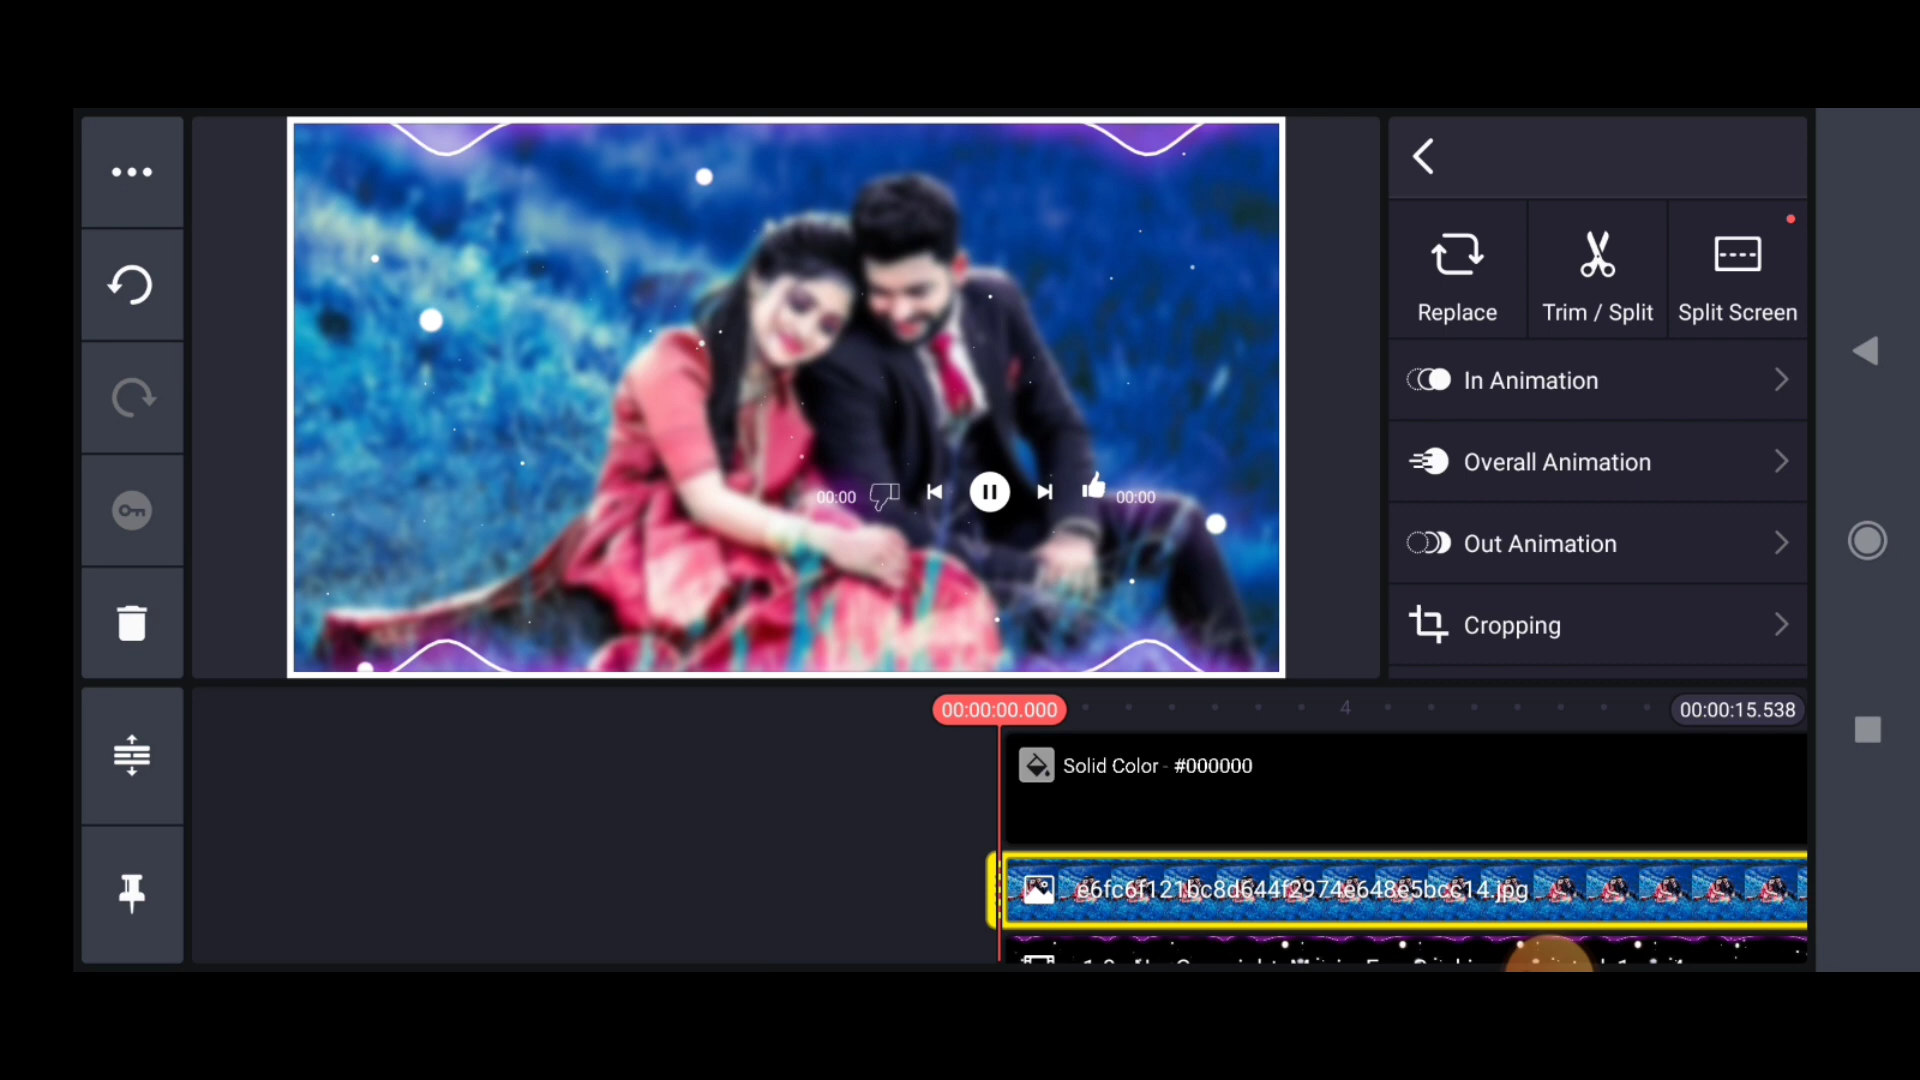 Replace
Trim / Split
Split Screen
In Animation
Overall Animation
Out Animation
Cropping
00:00
00:00
00:00:00.000
4
00:00:15.538
Solid Color - #000000
e6fc6f121bc8d644f2974e648e5bcc14.jpg